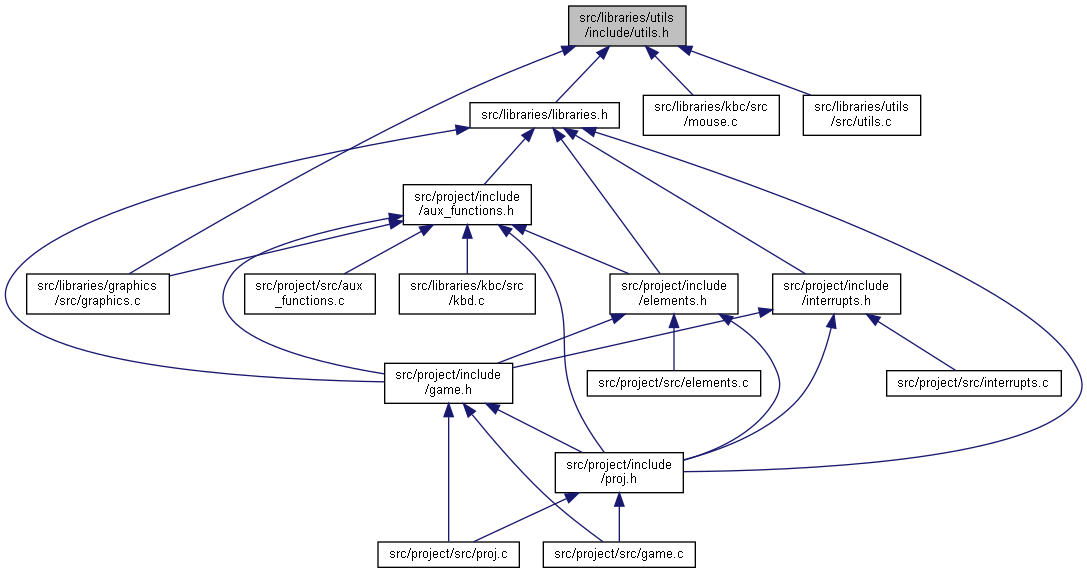 src/libraries/utils
/include/utils.h
src/libraries/libraries.h
src/libraries/kbc/src
/mouse.c
src/libraries/utils
/src/utils.c
src/project/include
/aux_functions.h
src/libraries/graphics
/src/graphics.c
src/project/src/aux
_functions.c
src/libraries/kbc/src
/kbd.c
src/project/include
/elements.h
src/project/include
/interrupts.h
src/project/include
/game.h
src/project/src/elements.c
src/project/src/interrupts.c
src/project/include
/proj.h
src/project/src/proj.c
src/project/src/game.c